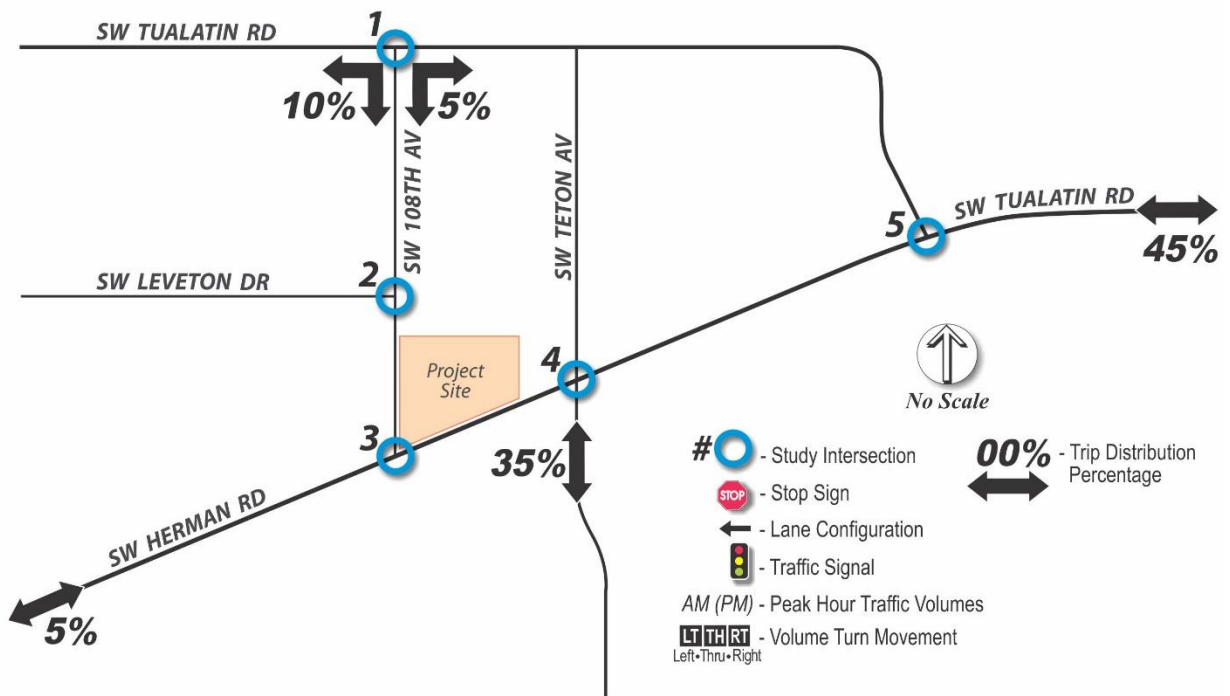 SW TUALATIN RD
1
10%
5%
SW 108TH AV
SW TETON AV
SW TUALATIN RD
5
45%
SW LEVETON DR
2
Project
Site
4
No Scale
3
35%
SW HERMAN RD
5%
# - Study Intersection
STOP - Stop Sign
- Lane Configuration
- Traffic Signal
AM (PM) - Peak Hour Traffic Volumes
LT TH RT - Volume Turn Movement
Left•Thru•Right
00% - Trip Distribution
Percentage